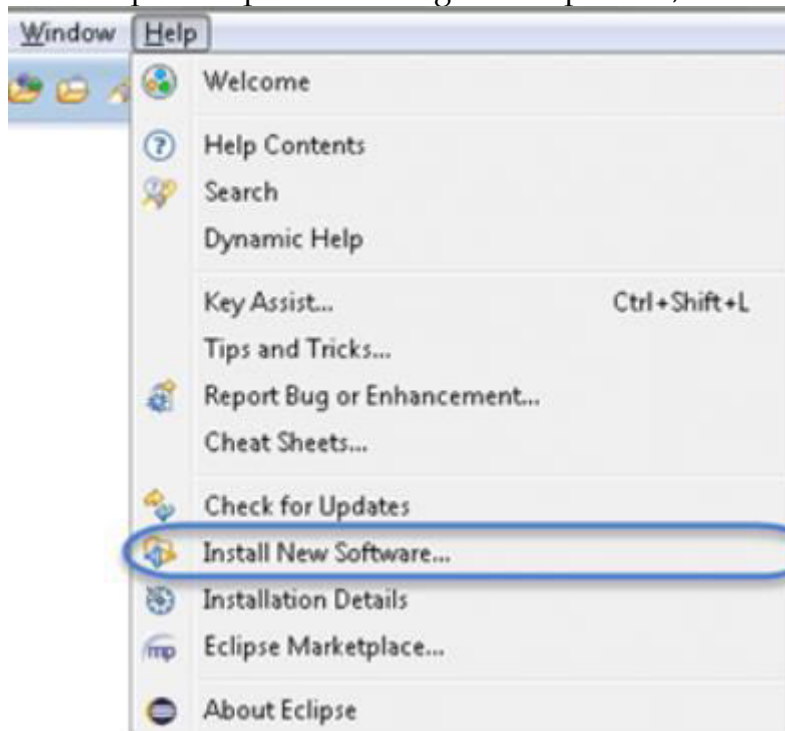 Window Help
Welcome
Help Contents
Search
Dynamic Help
Key Assist... Ctrl+Shift+L
Tips and Tricks...
Report Bug or Enhancement...
Cheat Sheets...
Check for Updates
Install New Software...
Installation Details
mp Eclipse Marketplace...
About Eclipse